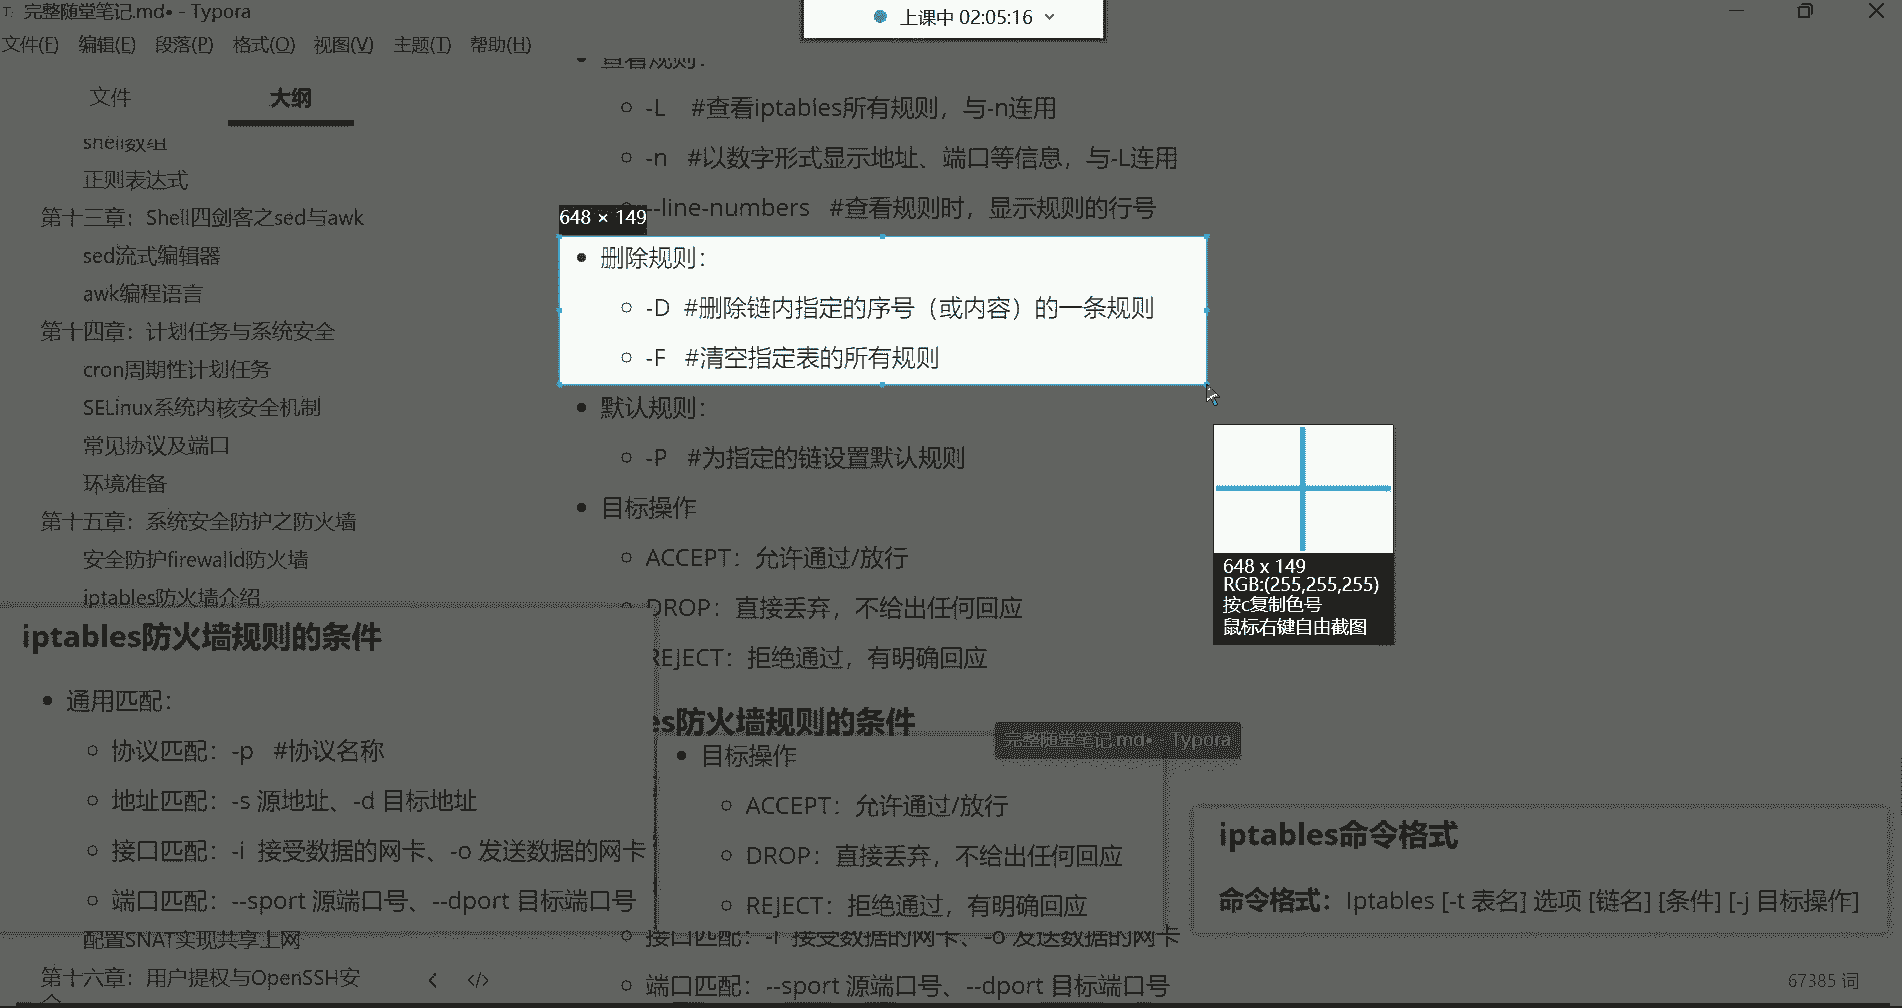 完整随堂笔记.md• - Typora
上课中 02:05:16
文件(F) 编辑(E) 段落(P) 格式(O) 视图(V) 主题(T) 帮助(H)
文件 大纲
shell数组
正则表达式
第十三章：Shell四剑客之sed与awk
sed流式编辑器
awk编程语言
第十四章：计划任务与系统安全
cron周期性计划任务
SELinux系统内核安全机制
常见协议及端口
环境准备
第十五章：系统安全防护之防火墙
安全防护firewalld防火墙
iptables防火墙介绍
查看规则：
-L #查看iptables所有规则，与-n连用
-n #以数字形式显示地址、端口等信息，与-L连用
--line-numbers #查看规则时，显示规则的行号
648 × 149
删除规则：
-D #删除链内指定的序号（或内容）的一条规则
-F #清空指定表的所有规则
默认规则：
-P #为指定的链设置默认规则
目标操作
ACCEPT：允许通过/放行
DROP：直接丢弃，不给出任何回应
REJECT：拒绝通过，有明确回应
648 x 149
RGB:(255,255,255)
按c复制色号
鼠标右键自由截图
iptables防火墙规则的条件
通用匹配：
协议匹配：-p #协议名称
地址匹配：-s 源地址、-d 目标地址
接口匹配：-i 接受数据的网卡、-o 发送数据的网卡
端口匹配：--sport 源端口号、--dport 目标端口号
配置SNAT实现共享上网
第十六章：用户提权与OpenSSH安
es防火墙规则的条件
完整随堂笔记.md• - Typora
目标操作
ACCEPT：允许通过/放行
DROP：直接丢弃，不给出任何回应
REJECT：拒绝通过，有明确回应
接口匹配：-i 接受数据的网卡、-o 发送数据的网卡
端口匹配：--sport 源端口号、--dport 目标端口号
iptables命令格式
命令格式：Iptables [-t 表名] 选项 [链名] [条件] [-j 目标操作]
67385 词